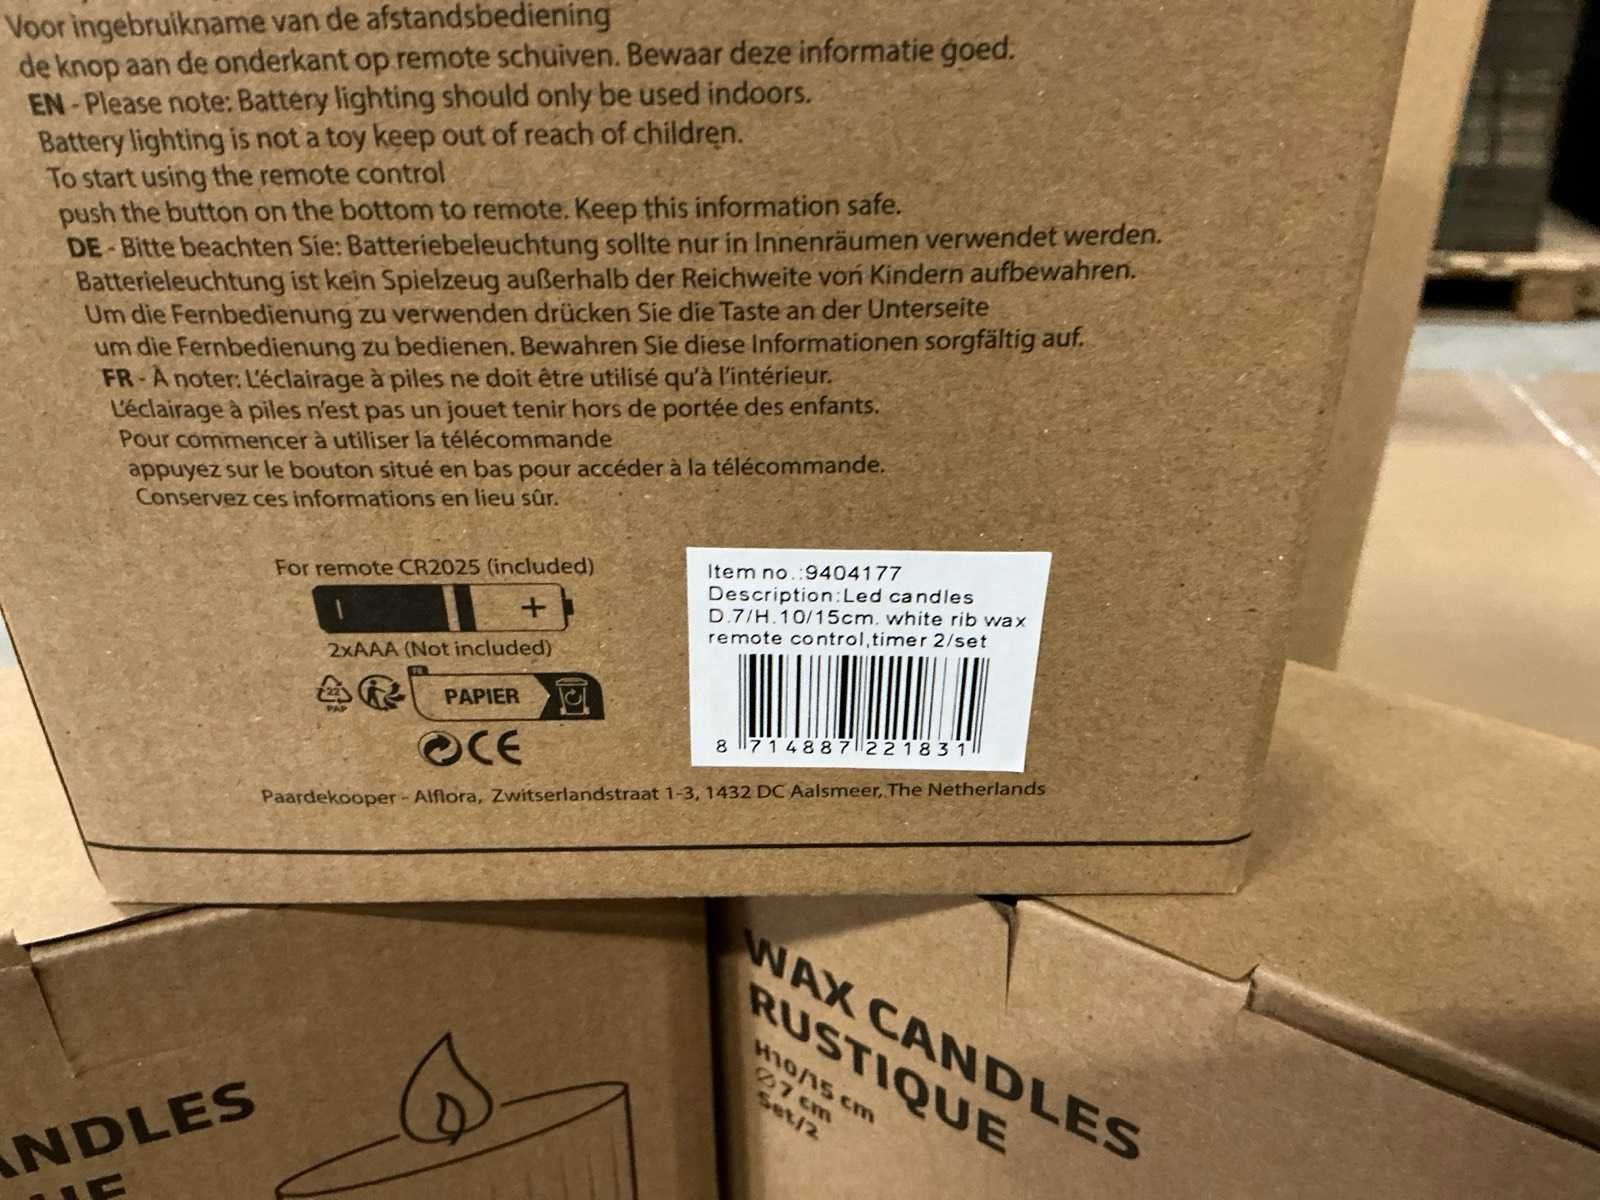 Voor ingebruikname van de afstandsbediening
de knop aan de onderkant op remote schuiven. Bewaar deze informatie goed.
EN - Please note: Battery lighting should only be used indoors.
Battery lighting is not a toy keep out of reach of children.
To start using the remote control
push the button on the bottom to remote. Keep this information safe.
DE - Bitte beachten Sie: Batteriebeleuchtung sollte nur in Innenräumen verwendet werden.
Batterieleuchtung ist kein Spielzeug außerhalb der Reichweite von Kindern aufbewahren.
Um die Fernbedienung zu verwenden drücken Sie die Taste an der Unterseite
um die Fernbedienung zu bedienen. Bewahren Sie diese Informationen sorgfältig auf.
FR - À noter: L'éclairage à piles ne doit être utilisé qu'à l'intérieur.
L'éclairage à piles n'est pas un jouet tenir hors de portée des enfants.
Pour commencer à utiliser la télécommande
appuyez sur le bouton situé en bas pour accéder à la télécommande.
Conservez ces informations en lieu sûr.
For remote CR2025 (included)
2xAAA (Not included)
22
PAP
FR
PAPIER
CE
Item no.:9404177
Description:Led candles
D.7/H.10/15cm. white rib wax
remote control,timer 2/set
8 714887 221831
Paardekooper - Alflora, Zwitserlandstraat 1-3, 1432 DC Aalsmeer, The Netherlands
WAX CANDLES
RUSTIQUE
H10/15 cm
Ø7 cm
Set/2
ANDLES
UE